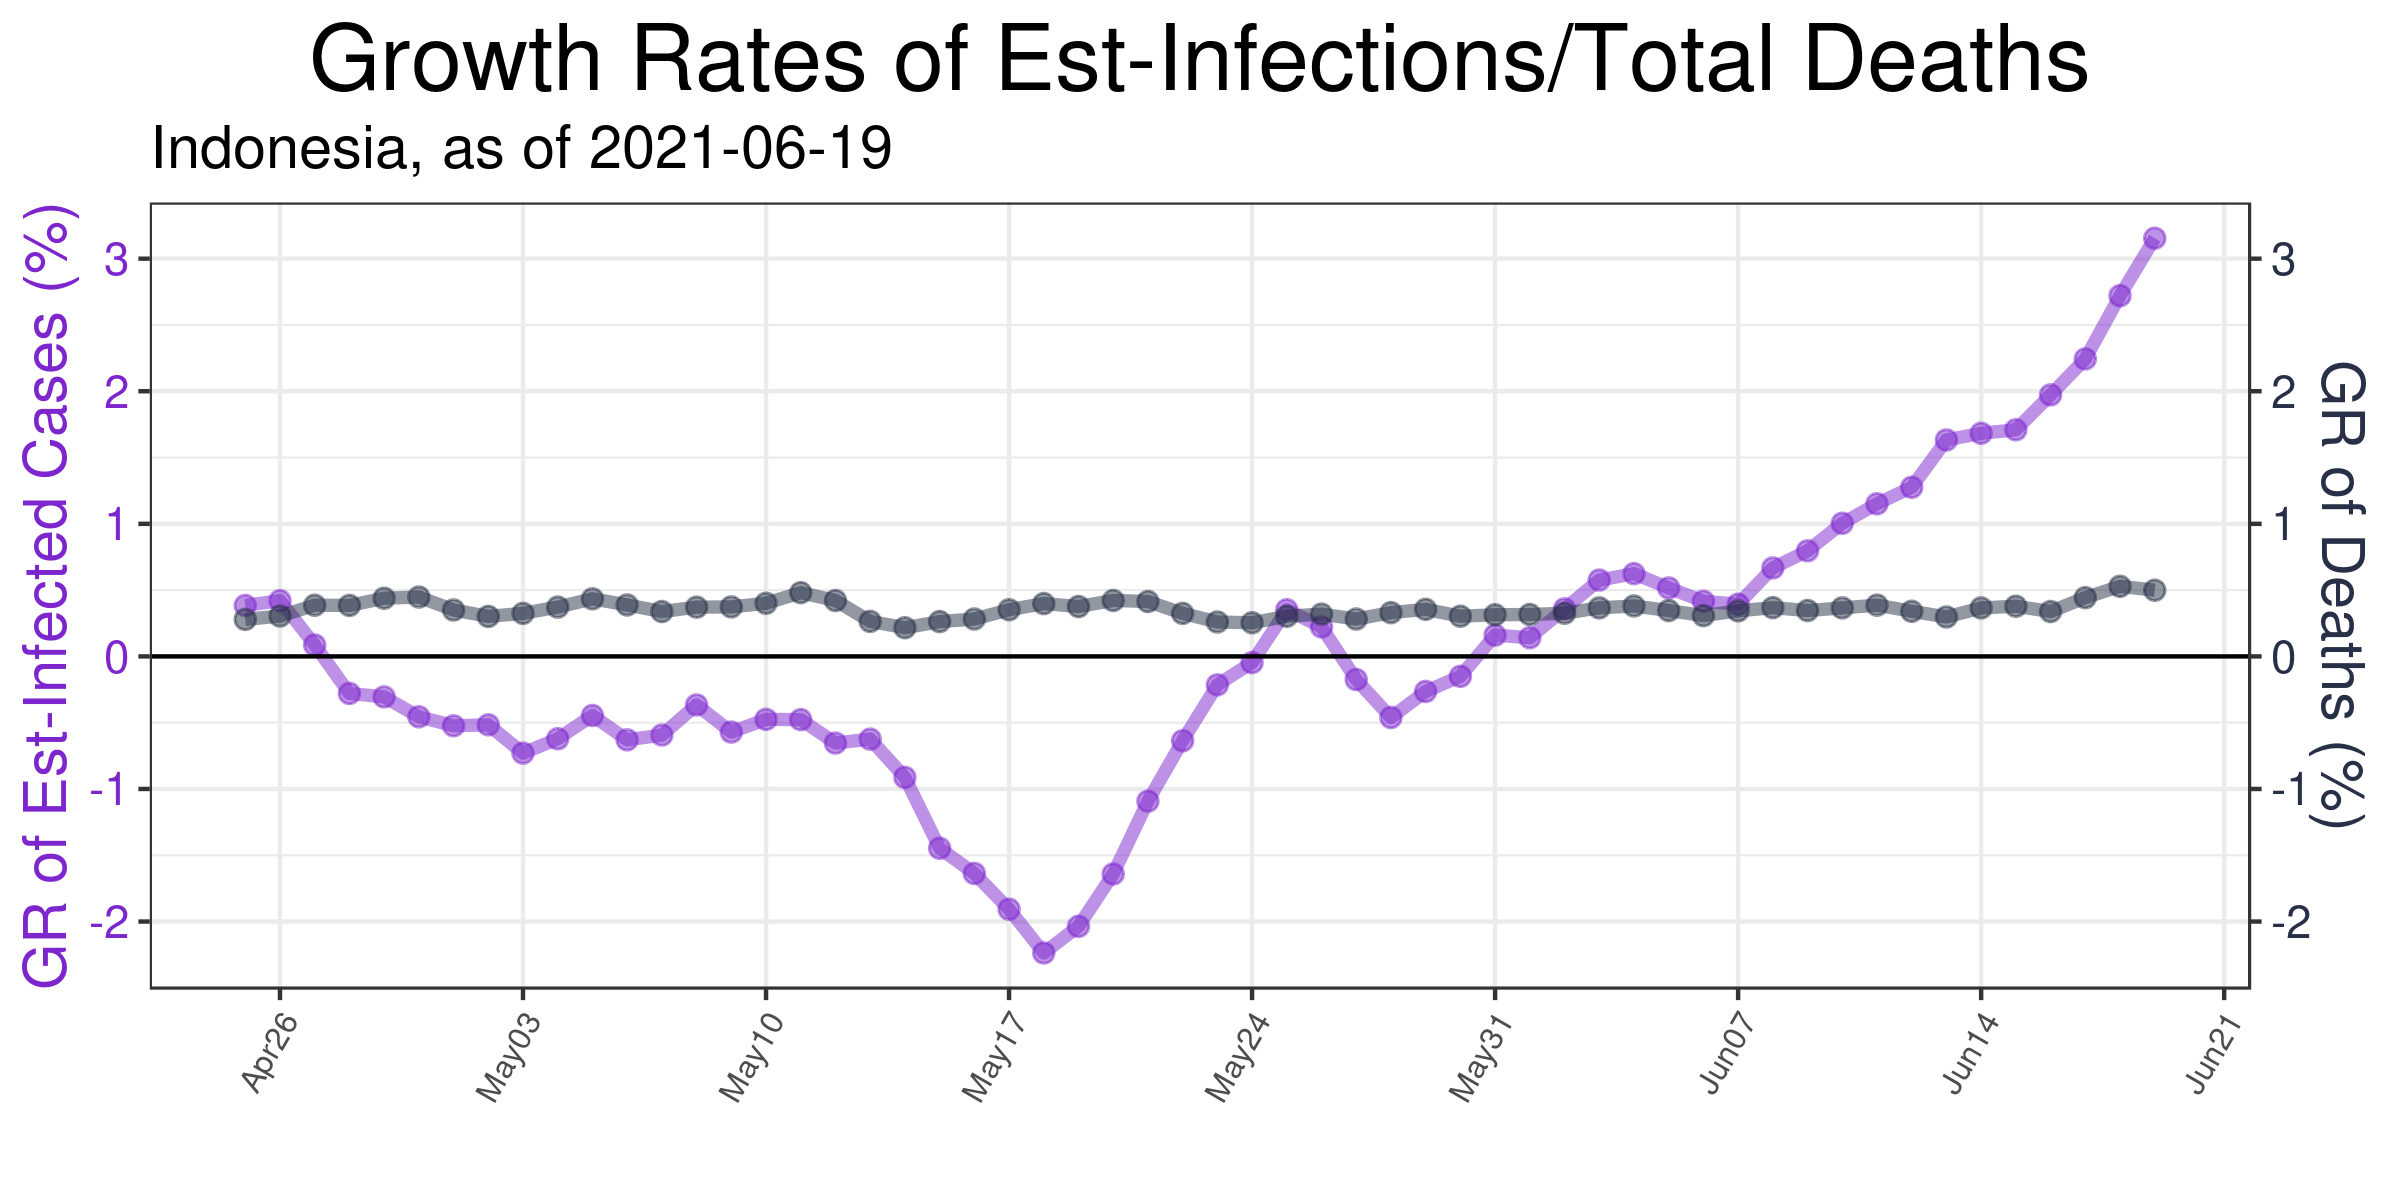 Growth Rates of Est-Infections/Total Deaths
Indonesia, as of 2021-06-19
GR of Est-Infected Cases (%)
3
2
1
0
-1
-2
3
2
1
0
-1
-2
GR of Deaths (%)
Apr26
May03
May10
May17
May24
May31
Jun07
Jun14
Jun21